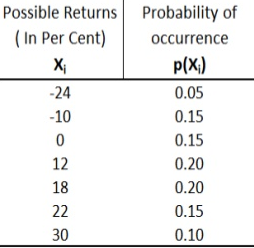 Possible Returns Probability of
( In Per Cent) occurrence
Xi p(Xi)
-24 0.05
-10 0.15
0 0.15
12 0.20
18 0.20
22 0.15
30 0.10